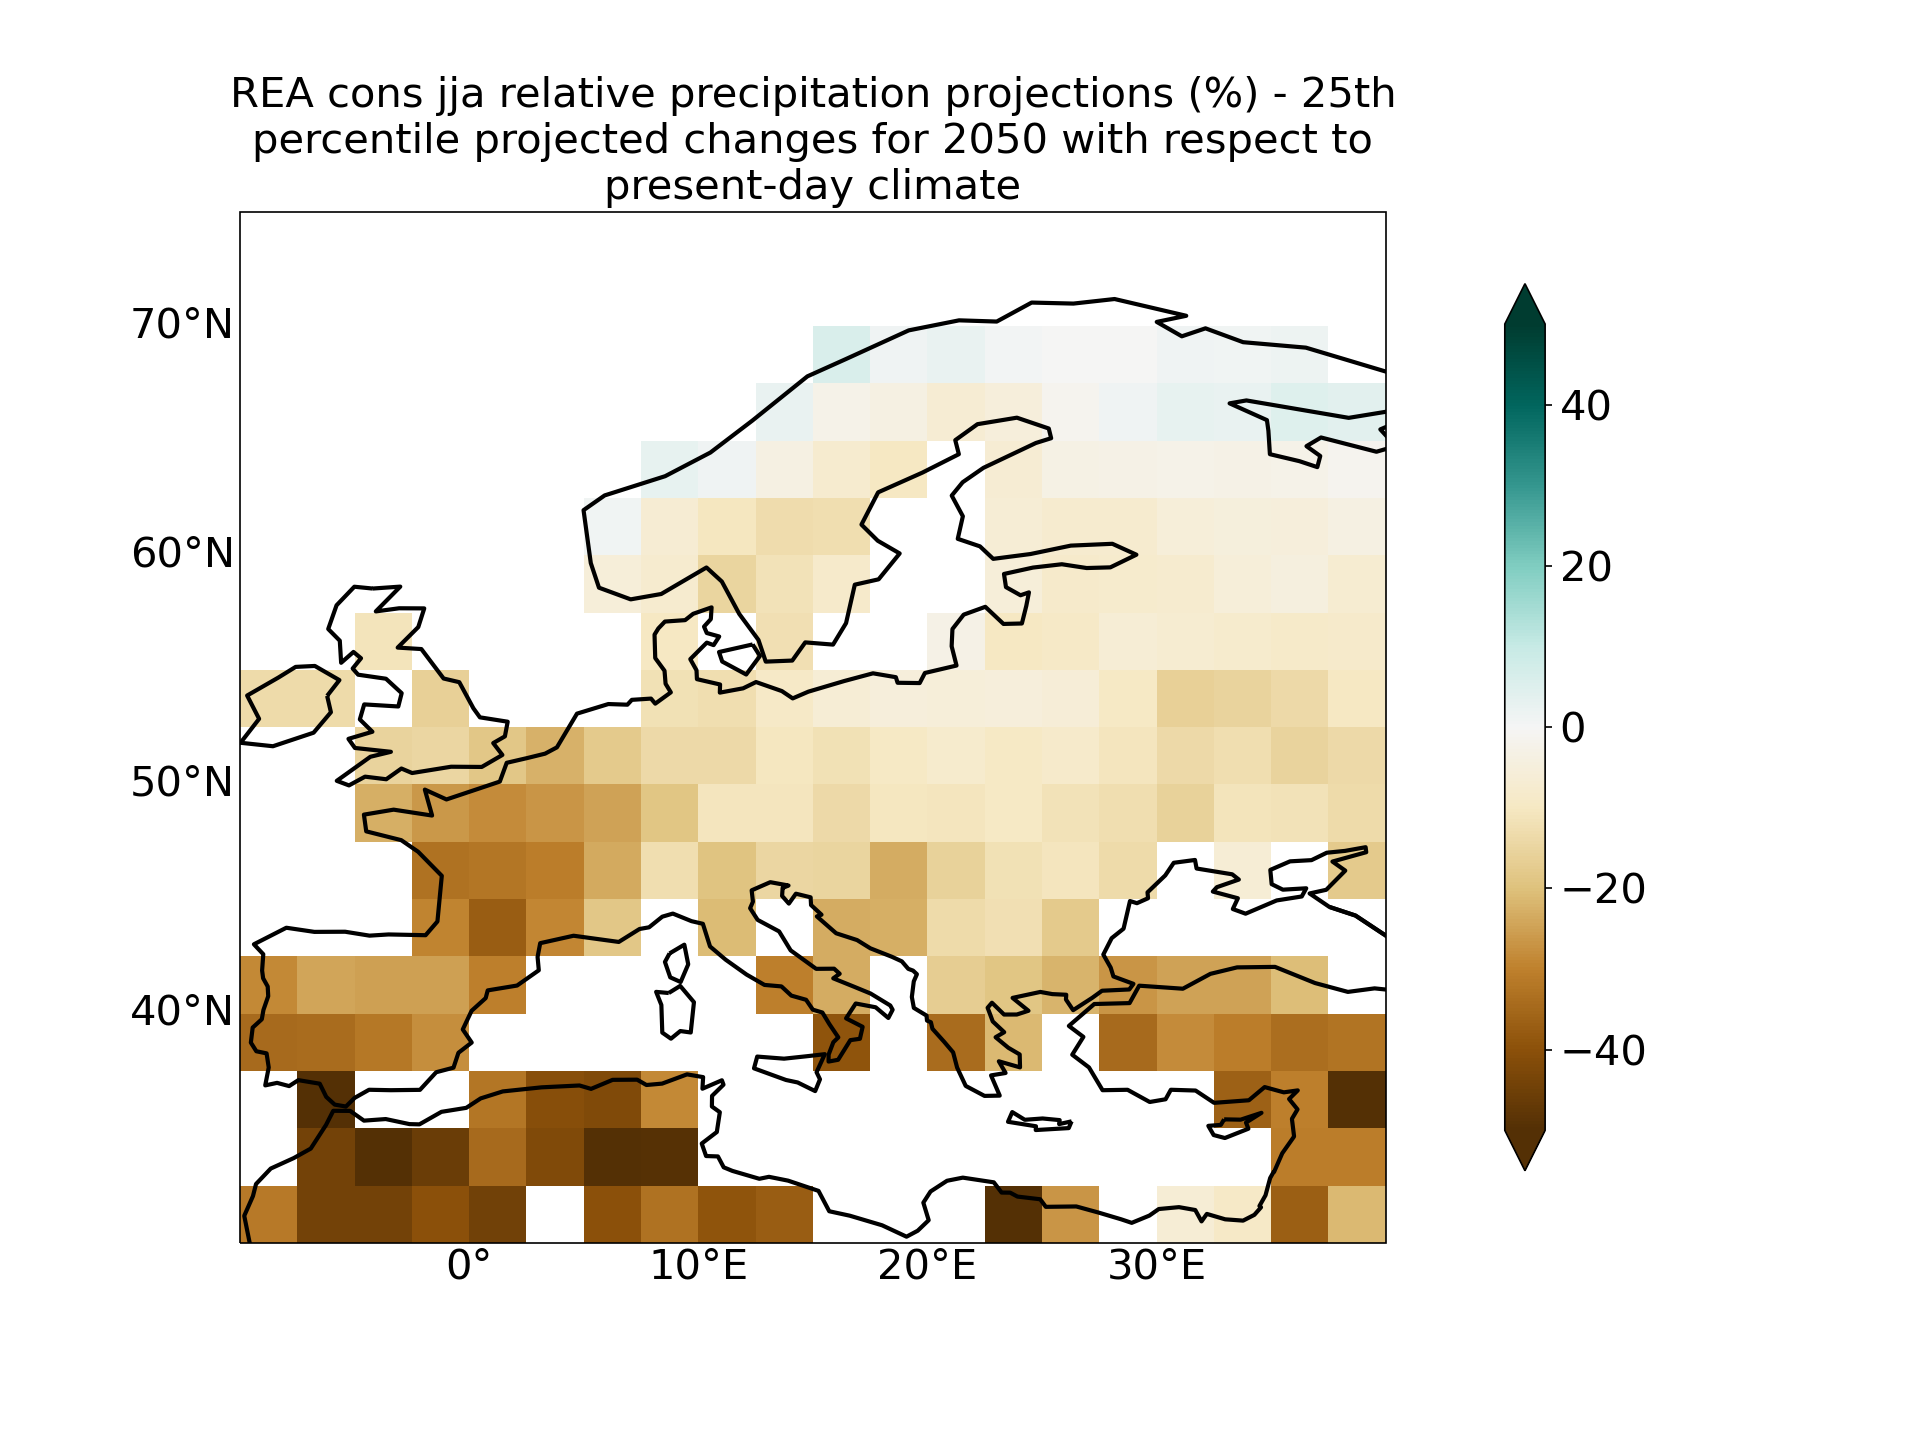 REA cons jja relative precipitation projections (%) - 25th
percentile projected changes for 2050 with respect to
present-day climate
70°N
60°N
50°N
40°N
0°
10°E
20°E
30°E
40
20
0
−20
−40